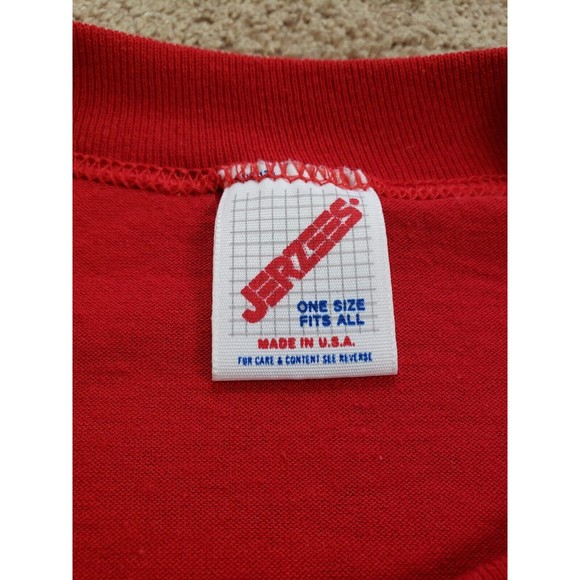 JERZEES®
ONE SIZE
FITS ALL
MADE IN U.S.A.
FOR CARE & CONTENT SEE REVERSE